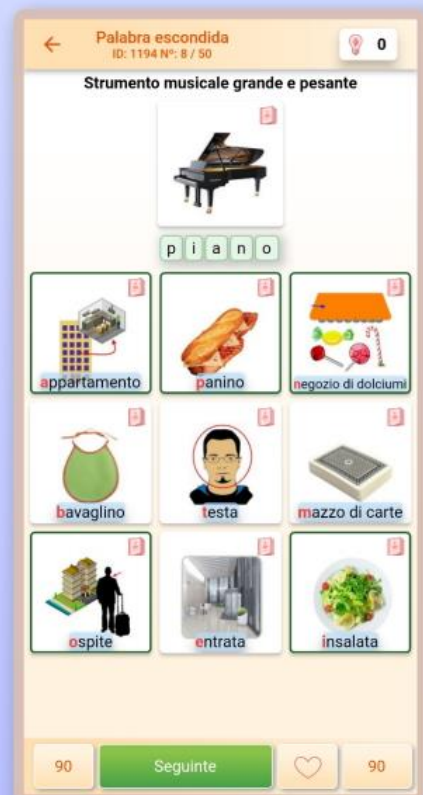 Palabra escondida
ID: 1194 Nº: 8 / 50
0
Strumento musicale grande e pesante
p i a n o
appartamento
panino
negozio di dolciumi
bavaglino
testa
mazzo di carte
ospite
entrata
insalata
90
Seguinte
90